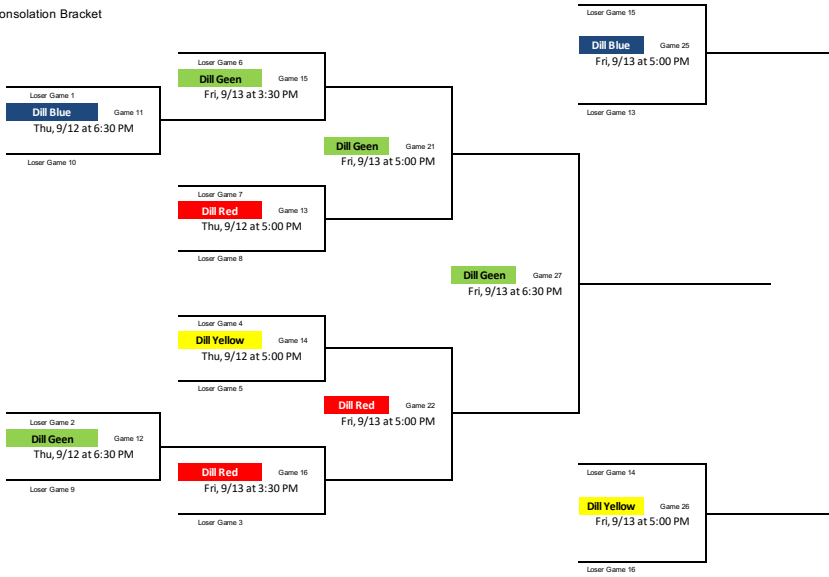 onsolation Bracket
Loser Game 15
Dill Blue Game 25
Fri, 9/13 at 5:00 PM
Loser Game 13
Loser Game 6
Dill Geen Game 15
Fri, 9/13 at 3:30 PM
Loser Game 1
Dill Blue Game 11
Thu, 9/12 at 6:30 PM
Loser Game 10
Dill Geen Game 21
Fri, 9/13 at 5:00 PM
Loser Game 7
Dill Red Game 13
Thu, 9/12 at 5:00 PM
Loser Game 8
Dill Geen Game 27
Fri, 9/13 at 6:30 PM
Loser Game 4
Dill Yellow Game 14
Thu, 9/12 at 5:00 PM
Loser Game 5
Dill Red Game 22
Fri, 9/13 at 5:00 PM
Loser Game 2
Dill Geen Game 12
Thu, 9/12 at 6:30 PM
Loser Game 9
Dill Red Game 16
Fri, 9/13 at 3:30 PM
Loser Game 3
Loser Game 14
Dill Yellow Game 26
Fri, 9/13 at 5:00 PM
Loser Game 16